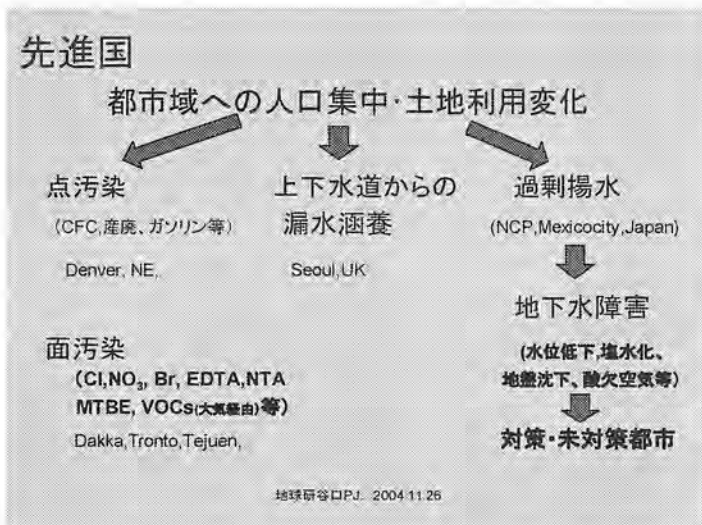 先進国
都市域への人口集中・土地利用変化
点汚染
(CFC,産廃、ガソリン等)
Denver, NE,
上下水道からの
漏水涵養
Seoul,UK
過剰揚水
(NCP,Mexicocity,Japan)
地下水障害
(水位低下,塩水化、
地盤沈下、酸欠空気等)
対策・未対策都市
面汚染
(Cl,NO₃, Br, EDTA,NTA
MTBE, VOCs(大気経由)等)
Dakka,Tronto,Tejuen,
地球研谷口PJ. 2004.11.26